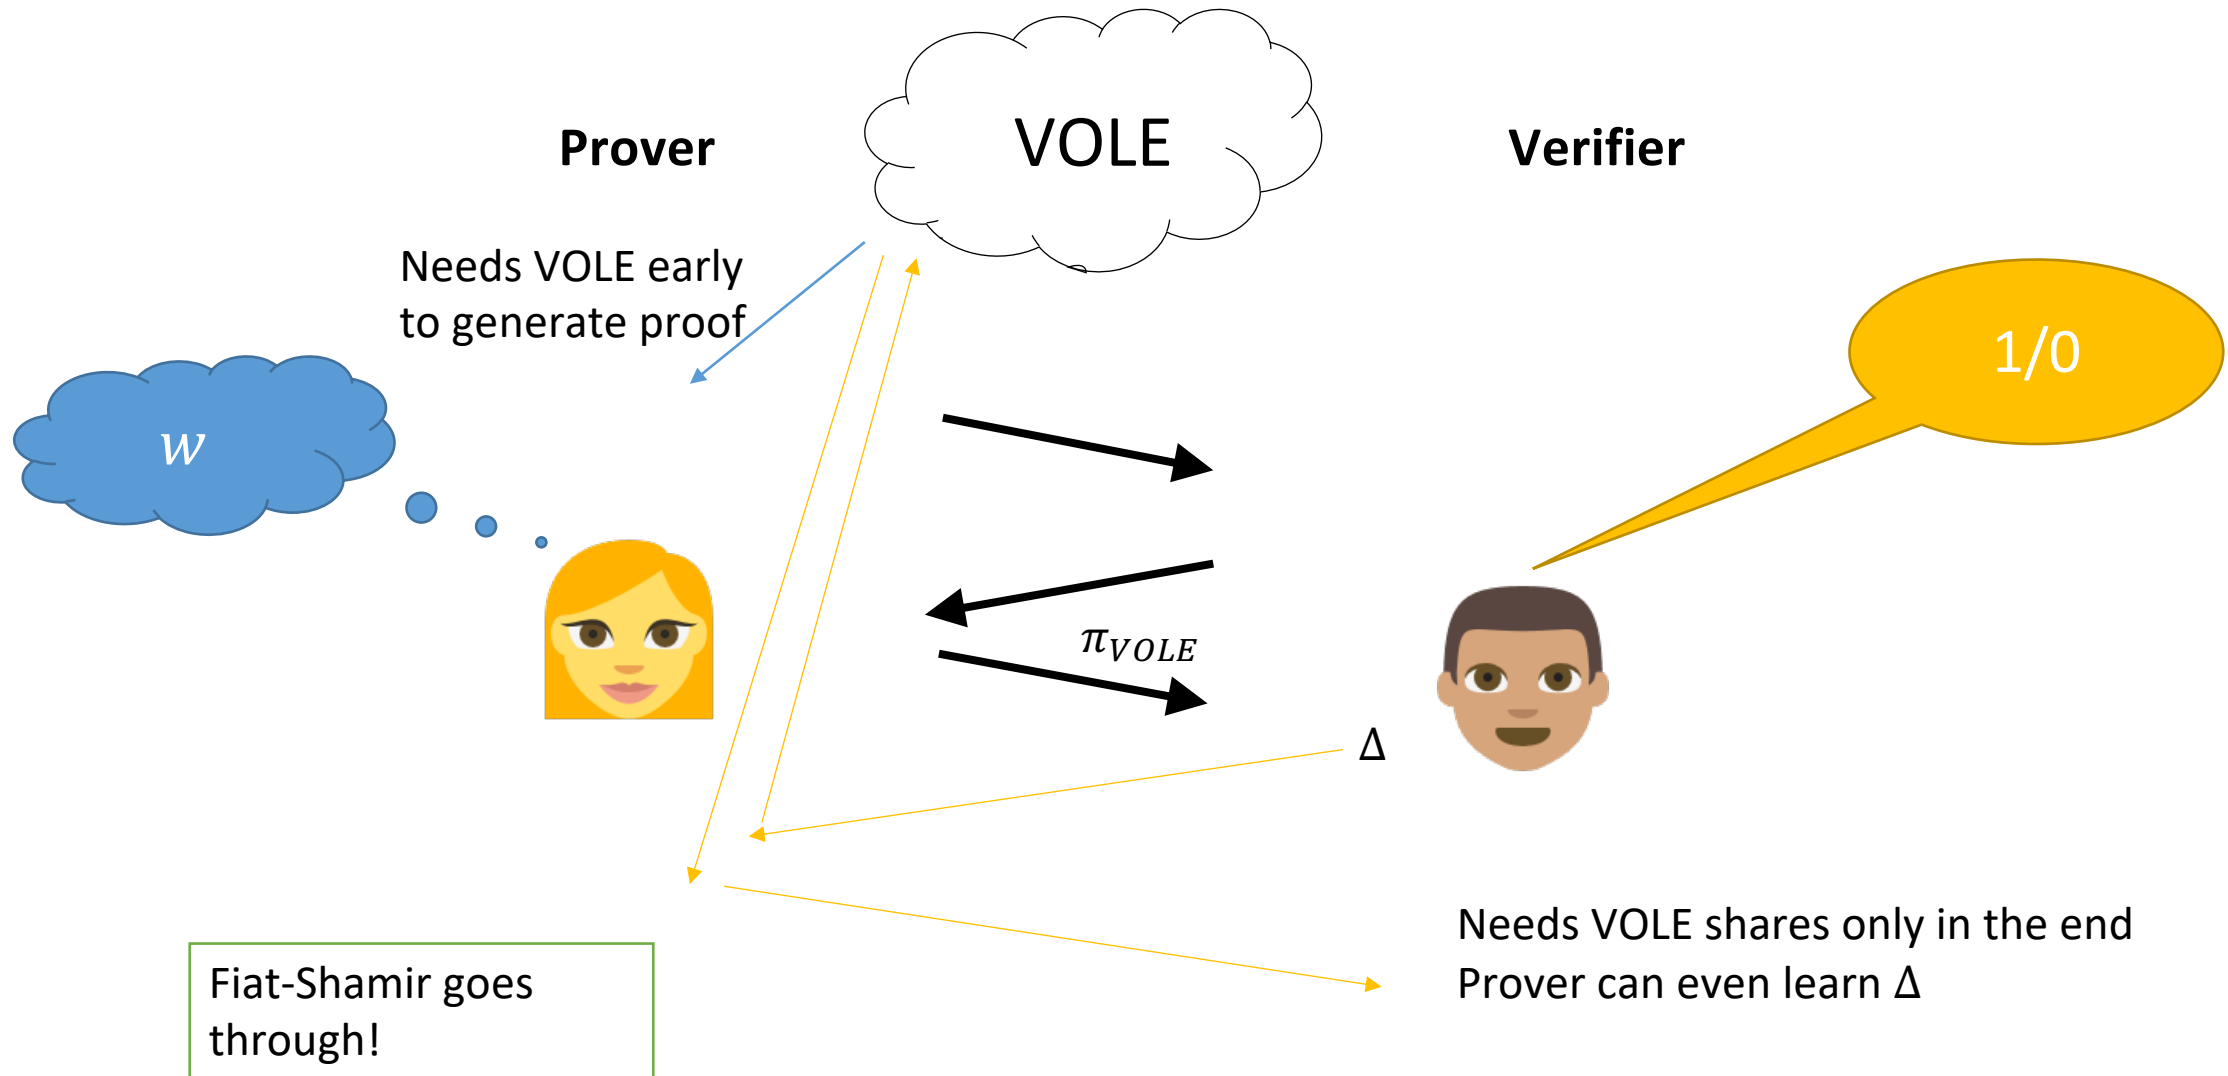 VOLE
Prover
Verifier
Needs VOLE early
to generate proof
1/0
w
π_VOLE
Δ
Needs VOLE shares only in the end
Prover can even learn Δ
Fiat-Shamir goes
through!